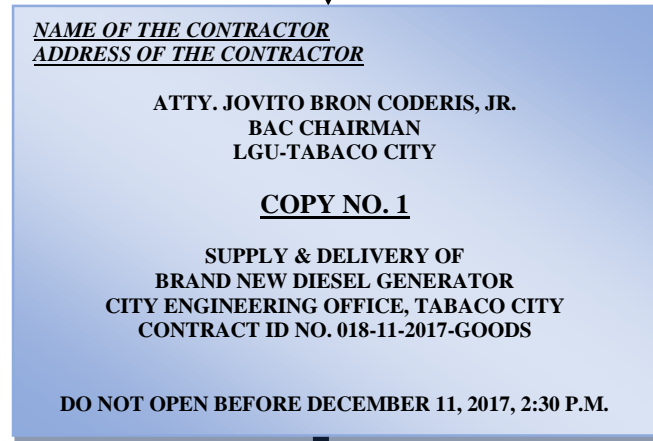 NAME OF THE CONTRACTOR
ADDRESS OF THE CONTRACTOR
ATTY. JOVITO BRON CODERIS, JR.
BAC CHAIRMAN
LGU-TABACO CITY
COPY NO. 1
SUPPLY & DELIVERY OF
BRAND NEW DIESEL GENERATOR
CITY ENGINEERING OFFICE, TABACO CITY
CONTRACT ID NO. 018-11-2017-GOODS
DO NOT OPEN BEFORE DECEMBER 11, 2017, 2:30 P.M.